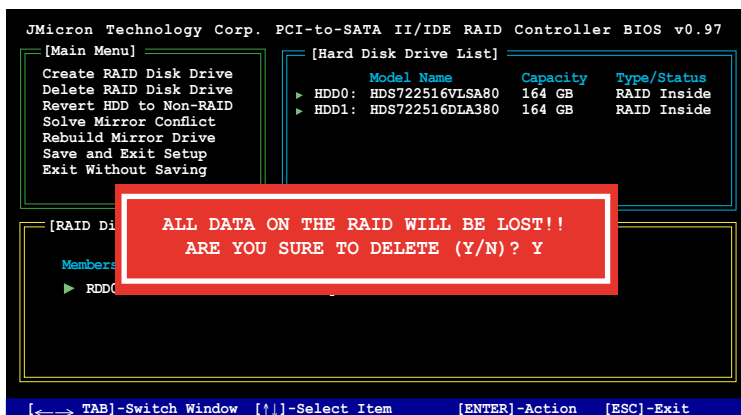 JMicron Technology Corp. PCI-to-SATA II/IDE RAID Controller BIOS v0.97
[Main Menu]
Create RAID Disk Drive
Delete RAID Disk Drive
Revert HDD to Non-RAID
Solve Mirror Conflict
Rebuild Mirror Drive
Save and Exit Setup
Exit Without Saving
[Hard Disk Drive List]
Model Name Capacity Type/Status
HDD0: HDS722516VLSA80 164 GB RAID Inside
HDD1: HDS722516DLA380 164 GB RAID Inside
[RAID Di
Members
RDD0
ALL DATA ON THE RAID WILL BE LOST!!
ARE YOU SURE TO DELETE (Y/N)? Y
[←→ TAB]-Switch Window [↑↓]-Select Item [ENTER]-Action [ESC]-Exit